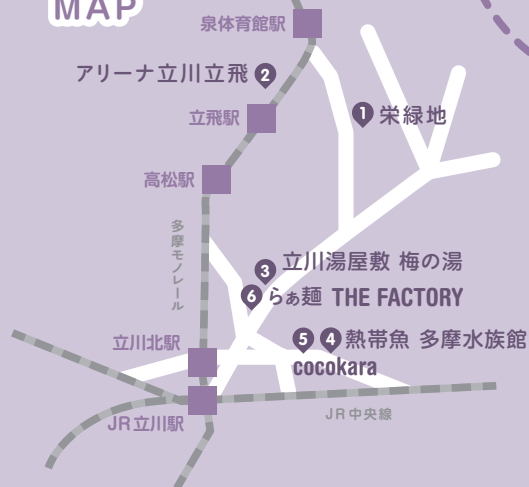 MAP
泉体育館駅
アリーナ立川立飛 2
立飛駅
1 栄緑地
高松駅
多摩モノレール
3 立川湯屋敷 梅の湯
6 らぁ麺 THE FACTORY
立川北駅
5 4 熱帯魚 多摩水族館
cocokara
JR立川駅
JR中央線